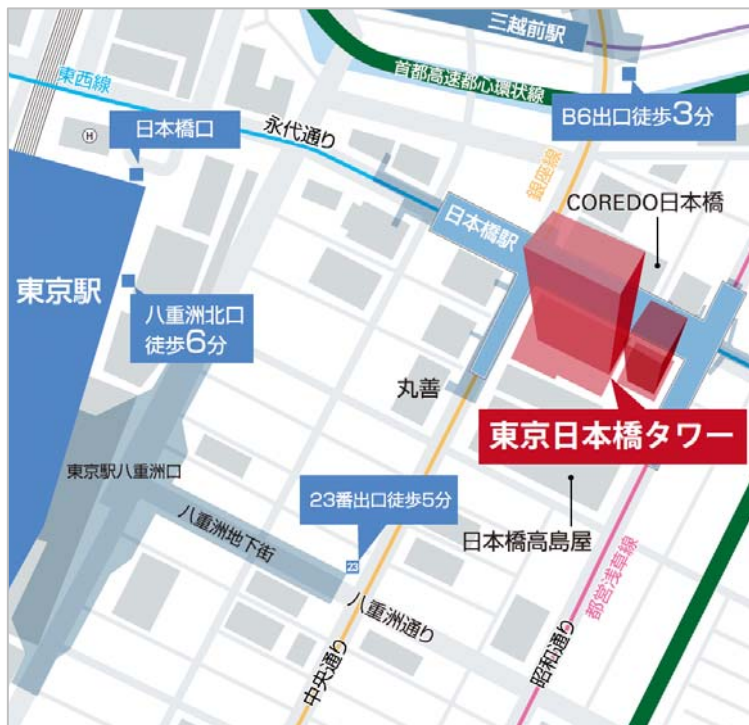 三越前駅
首都高速都心環状線
東西線
B6出口徒歩3分
日本橋口
永代通り
H
銀座線
COREDO日本橋
日本橋駅
東京駅
八重洲北口
徒歩6分
丸善
東京日本橋タワー
東京駅八重洲口
23番出口徒歩5分
日本橋高島屋
八重洲地下街
都営浅草線
23
八重洲通り
中央通り
昭和通り